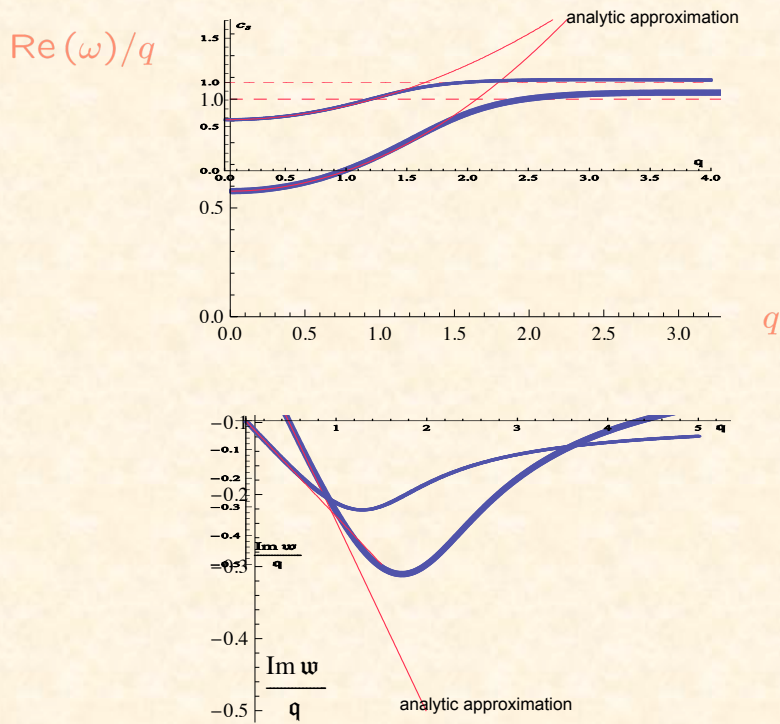 analytic approximation
Re (ω)/q
c_s
1.5
1.0
1.0
0.5
0.0
q
0.0 0.5 1.0 1.5 2.0 2.5 3.0 3.5 4.0
0.5
0.0
0.0 0.5 1.0 1.5 2.0 2.5 3.0
q
−0.1
1 2 3 4 5 q
-0.1
-0.2
−0.2
-0.3
-0.4
Im 𝔴
q
−0.3
−0.4
Im 𝔴
q
analytic approximation
−0.5